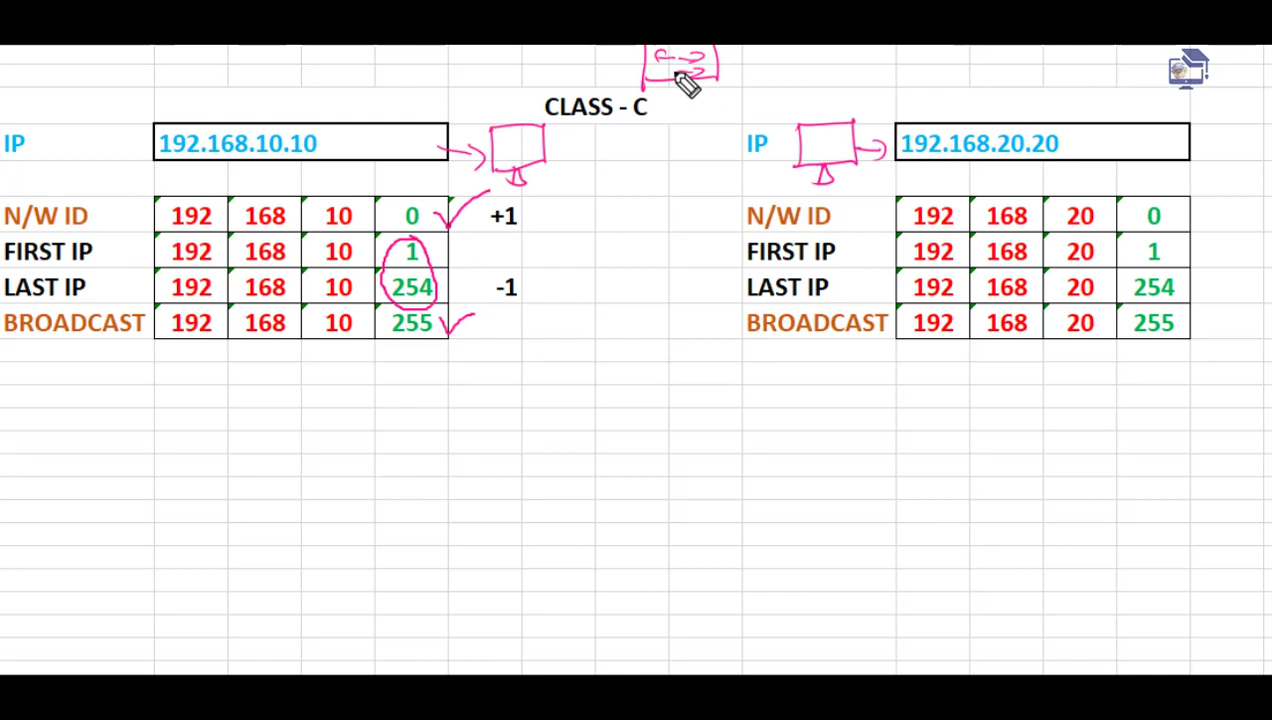 CLASS - C
IP 192.168.10.10 IP 192.168.20.20
N/W ID 192 168 10 0 +1 N/W ID 192 168 20 0
FIRST IP 192 168 10 1 FIRST IP 192 168 20 1
LAST IP 192 168 10 254 -1 LAST IP 192 168 20 254
BROADCAST 192 168 10 255 BROADCAST 192 168 20 255